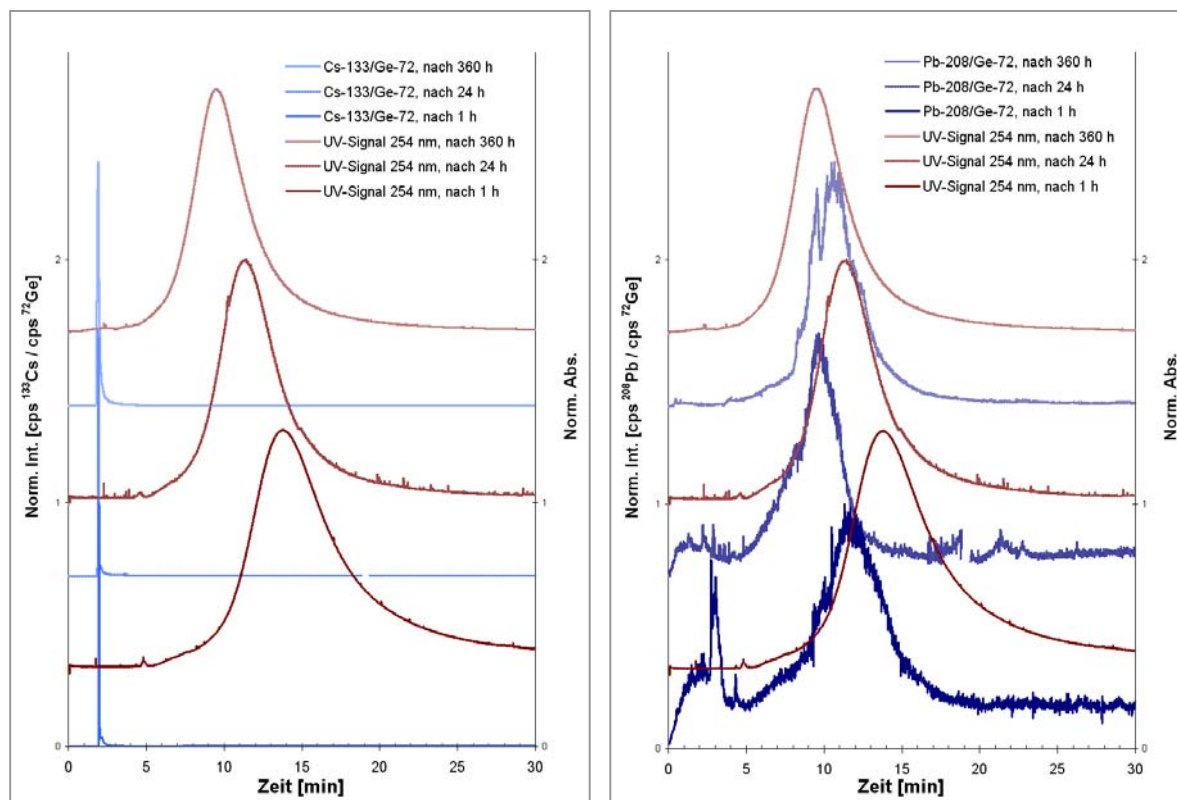 Cs-133/Ge-72, nach 360 h
Cs-133/Ge-72, nach 24 h
Cs-133/Ge-72, nach 1 h
UV-Signal 254 nm, nach 360 h
UV-Signal 254 nm, nach 24 h
UV-Signal 254 nm, nach 1 h
Norm. Int. [cps ¹³³Cs / cps ⁷²Ge]
2
1
0
Norm. Abs.
0 5 10 15 20 25 30
Zeit [min]
Pb-208/Ge-72, nach 360 h
Pb-208/Ge-72, nach 24 h
Pb-208/Ge-72, nach 1 h
UV-Signal 254 nm, nach 360 h
UV-Signal 254 nm, nach 24 h
UV-Signal 254 nm, nach 1 h
Norm. Int. [cps ²⁰⁸Pb / cps ⁷²Ge]
2
1
0
2
1
0
Norm. Abs.
0 5 10 15 20 25 30
Zeit [min]